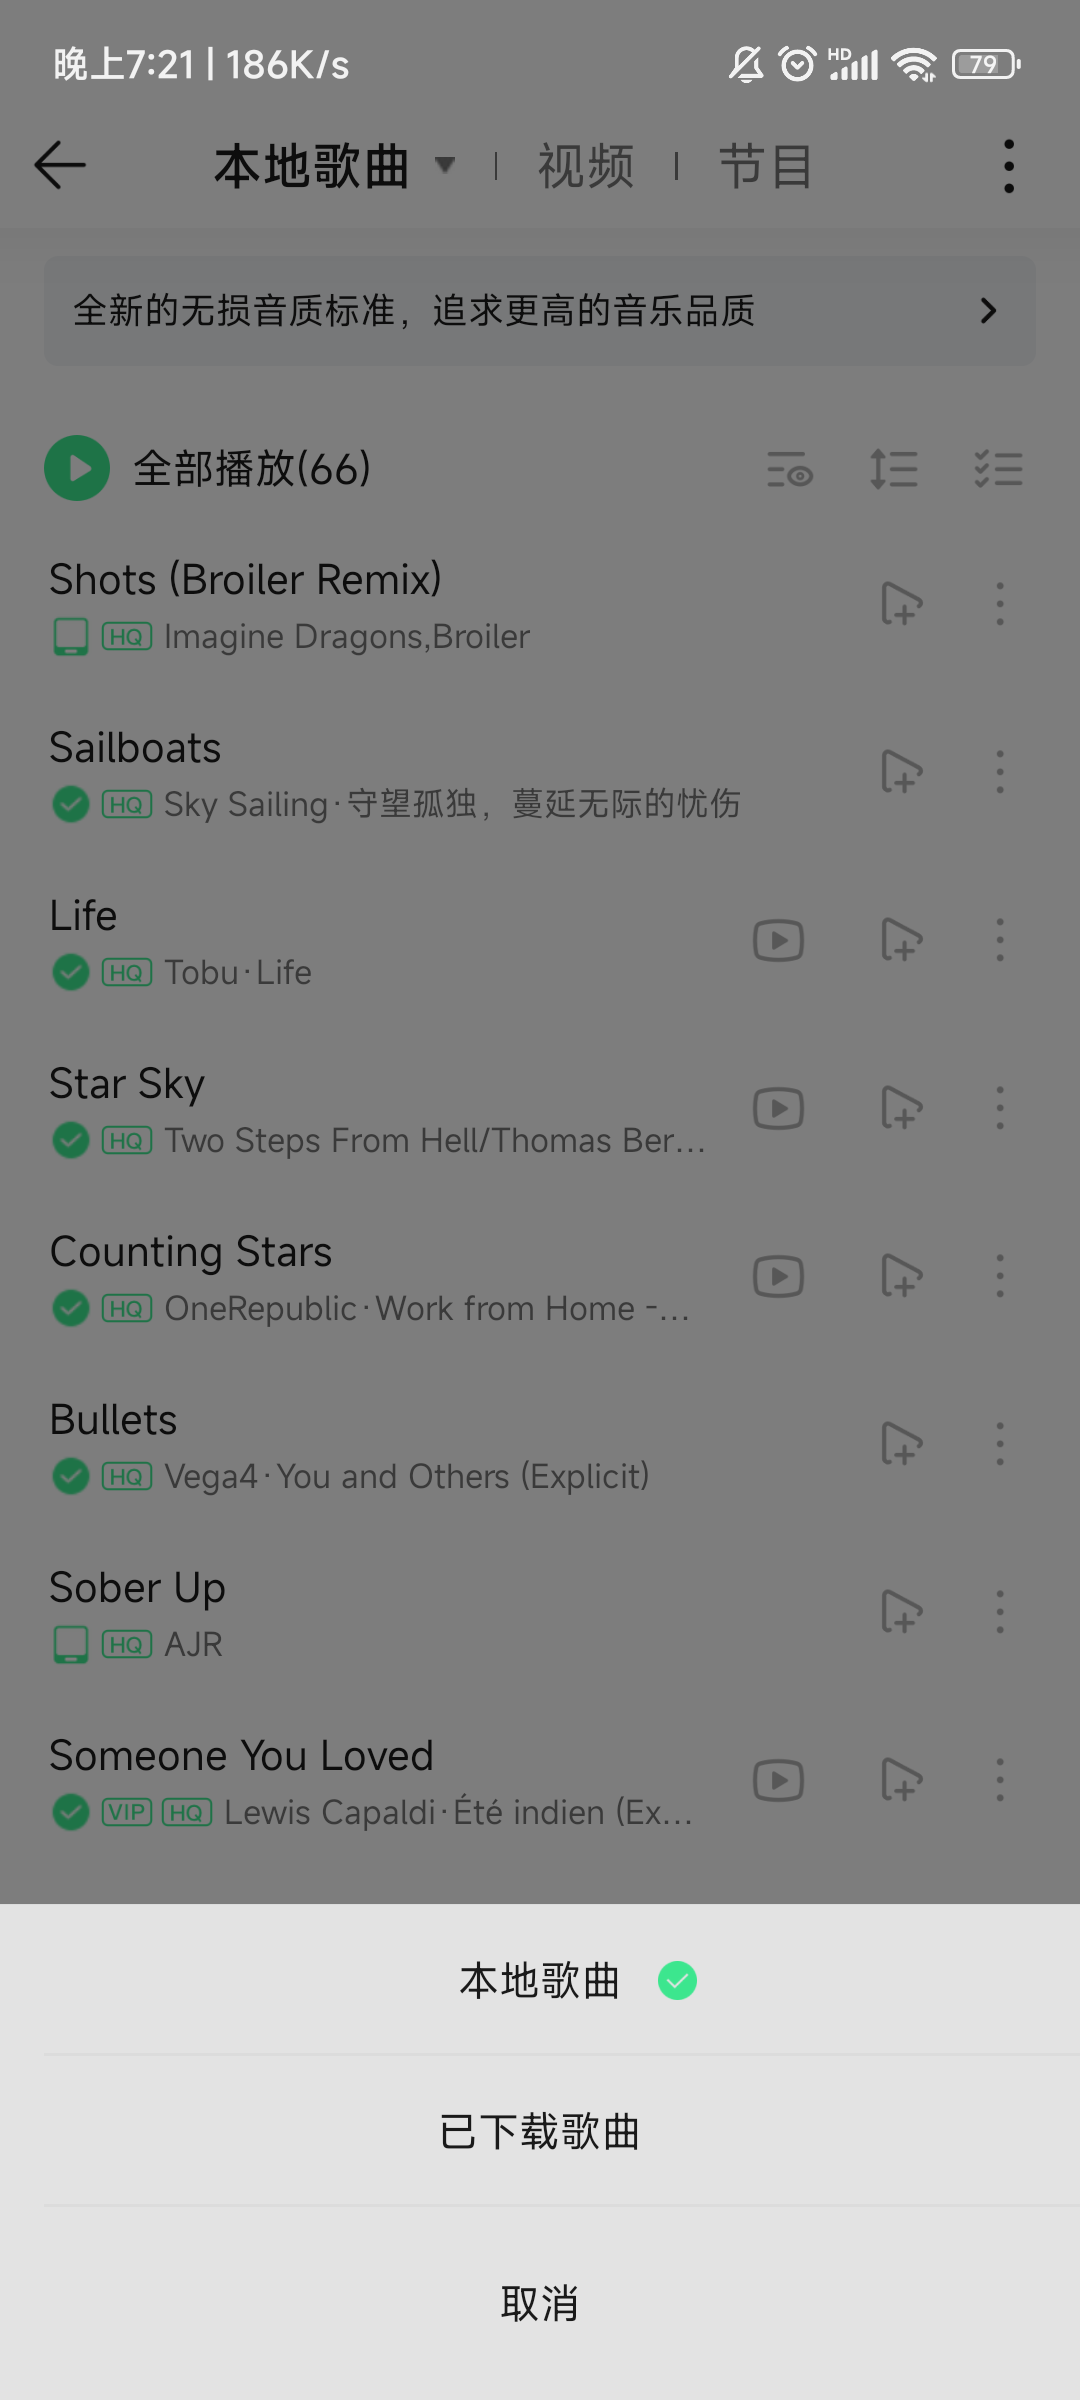 晚上7:21 | 186K/s
HD
79
本地歌曲 | 视频 | 节目
全新的无损音质标准，追求更高的音乐品质
全部播放(66)
Shots (Broiler Remix)
HQ Imagine Dragons,Broiler
Sailboats
HQ Sky Sailing·守望孤独，蔓延无际的忧伤
Life
HQ Tobu·Life
Star Sky
HQ Two Steps From Hell/Thomas Ber...
Counting Stars
HQ OneRepublic·Work from Home -...
Bullets
HQ Vega4·You and Others (Explicit)
Sober Up
HQ AJR
Someone You Loved
VIP HQ Lewis Capaldi·Été indien (Ex...
本地歌曲
已下载歌曲
取消